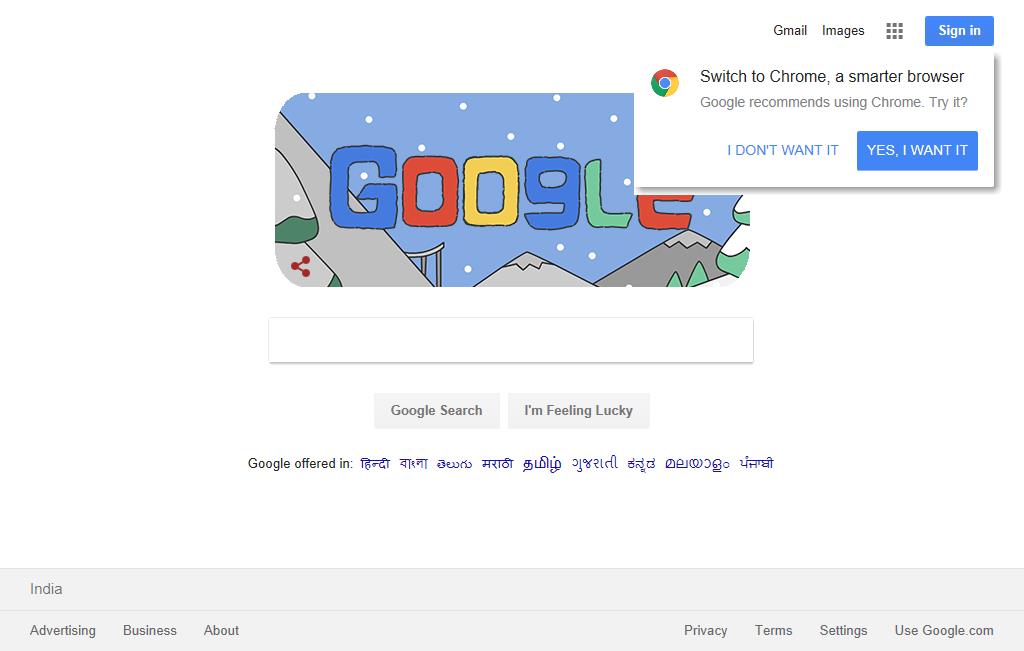 Gmail Images Sign in
Switch to Chrome, a smarter browser
Google recommends using Chrome. Try it?
I DON'T WANT IT YES, I WANT IT
GOOGLE
Google Search I'm Feeling Lucky
Google offered in: हिन्दी বাংলা తెలుగు मराठी தமிழ் ગુજરાતી ಕನ್ನಡ മലയാളം ਪੰਜਾਬੀ
India
Advertising Business About Privacy Terms Settings Use Google.com